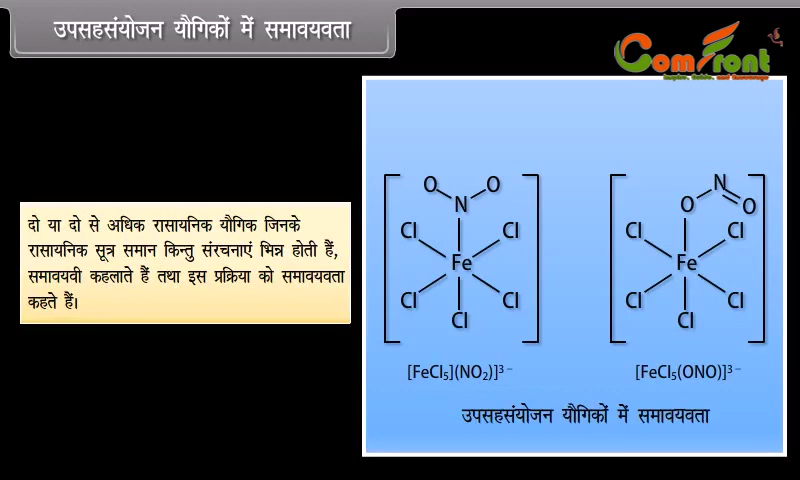 उपसहसंयोजन यौगिकों में समावयवता
ComFront
दो या दो से अधिक रासायनिक यौगिक जिनके
रासायनिक सूत्र समान किन्तु संरचनाएं भिन्न होती हैं,
समावयवी कहलाते हैं तथा इस प्रक्रिया को समावयवता
कहते हैं।
O O
N
Cl Cl
Fe
Cl Cl
Cl
[FeCl₅](NO₂)]³⁻
N
O O
Cl Cl
Fe
Cl Cl
Cl
[FeCl₅(ONO)]³⁻
उपसहसंयोजन यौगिकों में समावयवता